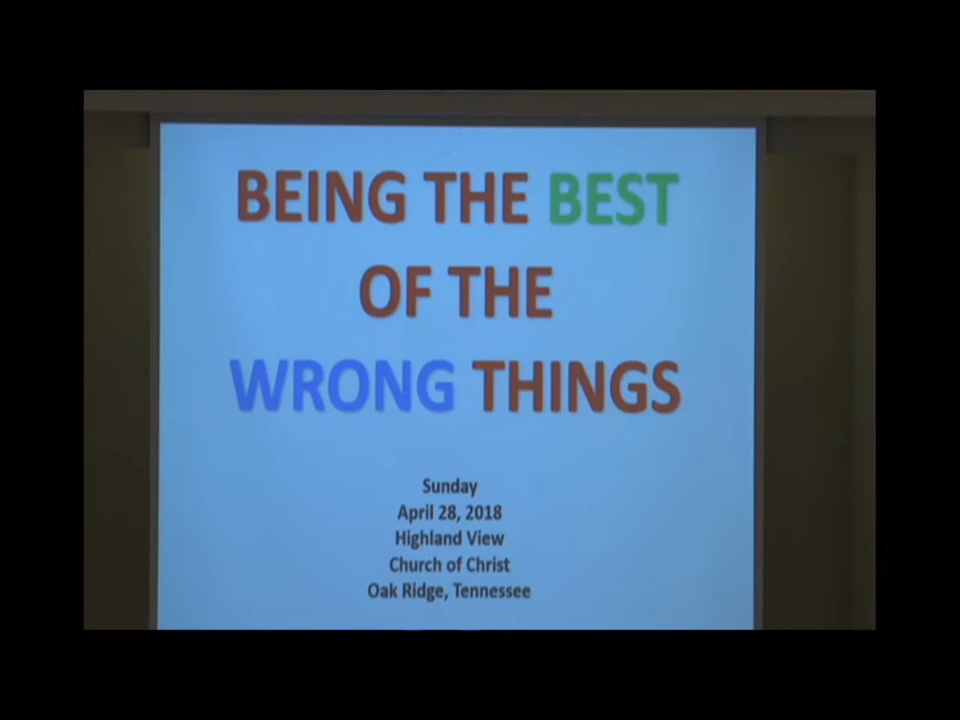 BEING THE BEST
OF THE
WRONG THINGS
Sunday
April 28, 2018
Highland View
Church of Christ
Oak Ridge, Tennessee